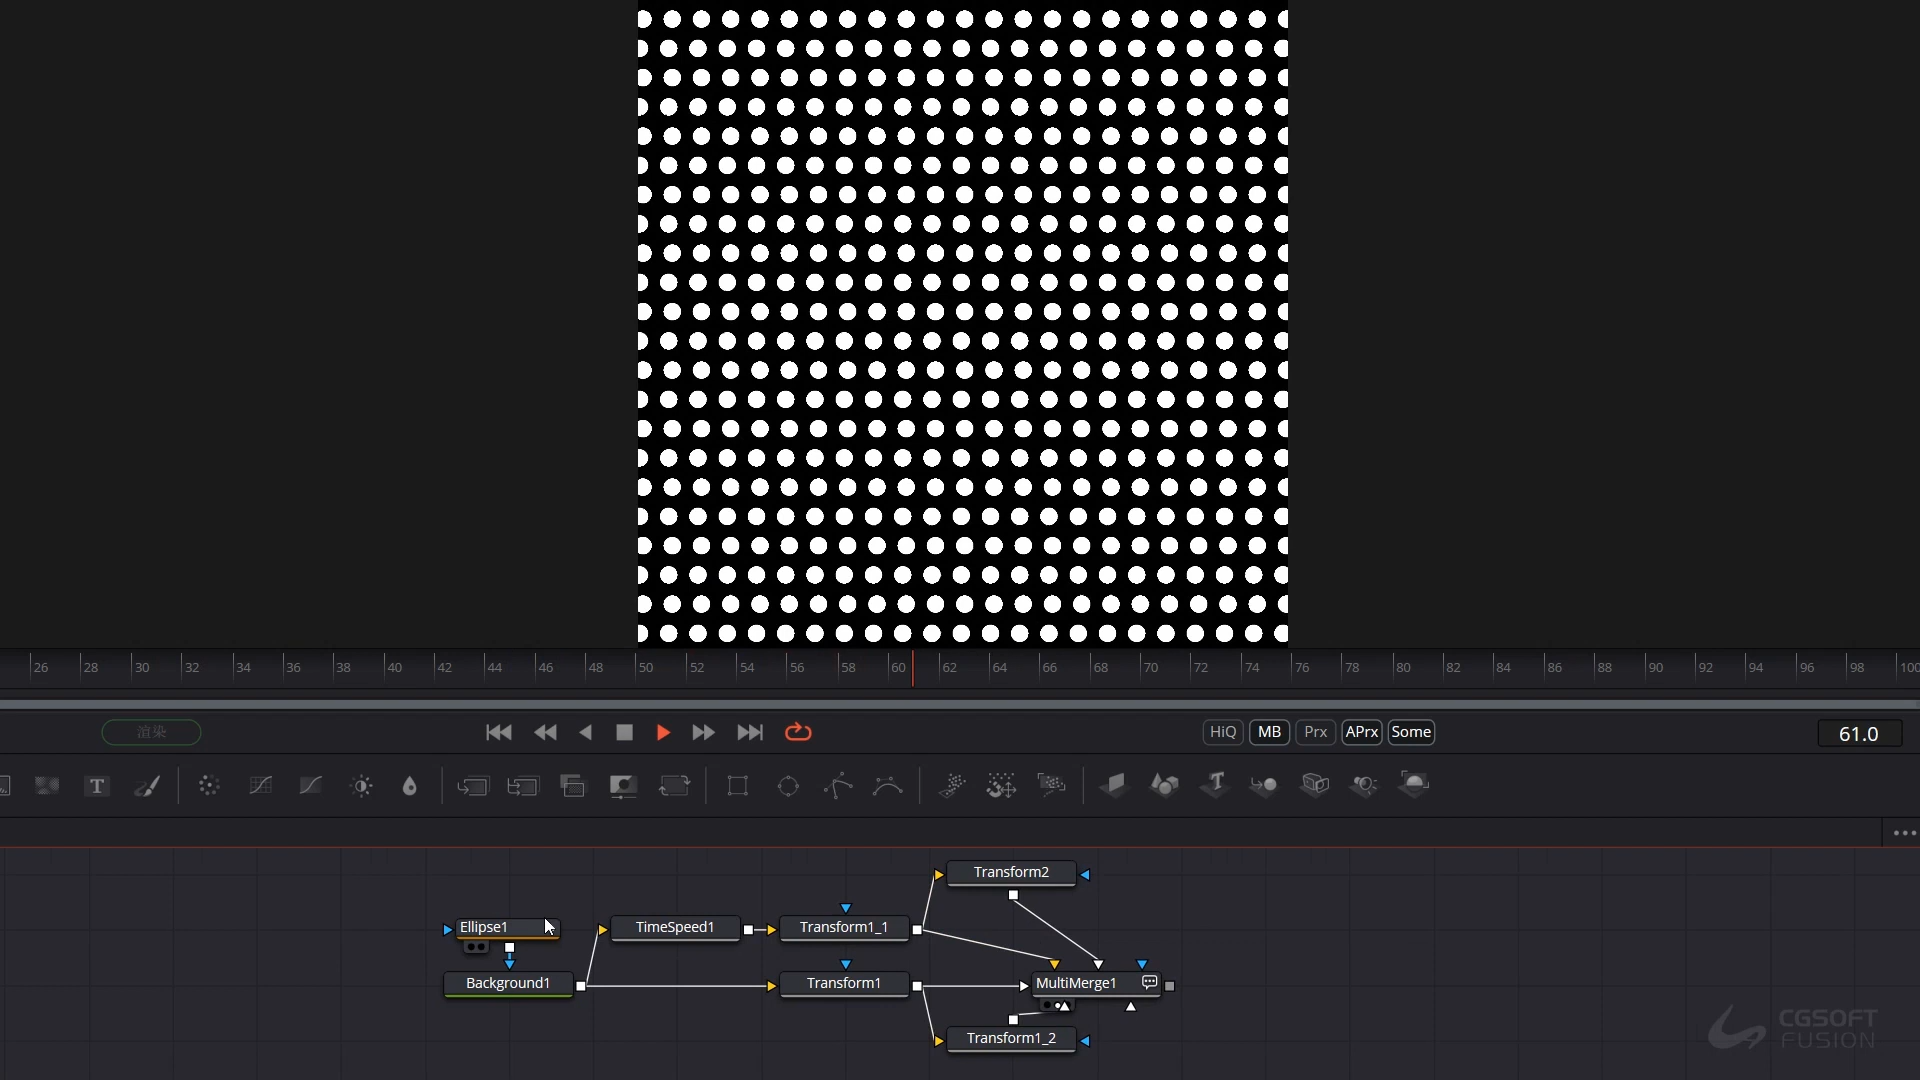 26 28 30 32 34 36 38 40 42 44 46 48 50 52 54 56 58 60 62 64 66 68 70 72 74 76 78 80 82 84 86 88 90 92 94 96 98 100
渲染 HiQ MB Prx APrx Some 61.0
T
Transform2
Ellipse1 TimeSpeed1 Transform1_1
Background1 Transform1 MultiMerge1
Transform1_2
CGSOFT
FUSION